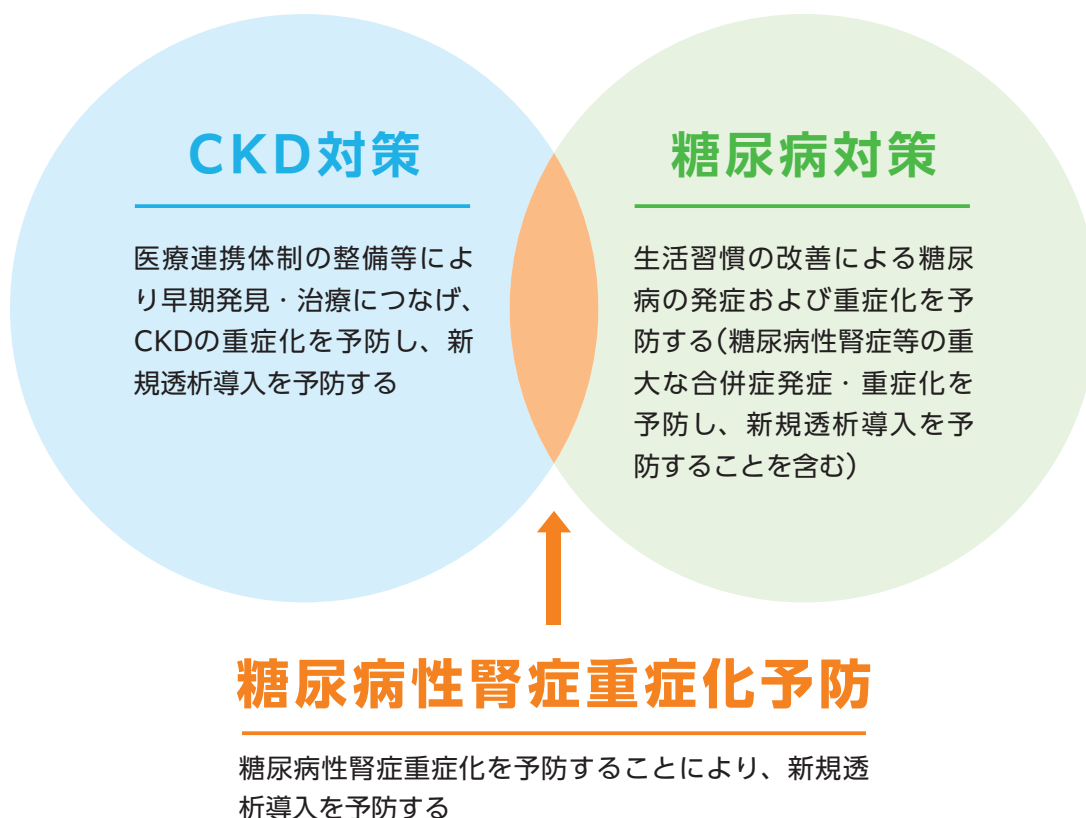 CKD対策
医療連携体制の整備等によ
り早期発見・治療につなげ、
CKDの重症化を予防し、新
規透析導入を予防する
糖尿病対策
生活習慣の改善による糖尿
病の発症および重症化を予
防する(糖尿病性腎症等の重
大な合併症発症・重症化を
予防し、新規透析導入を予
防することを含む)
糖尿病性腎症重症化予防
糖尿病性腎症重症化を予防することにより、新規透
析導入を予防する